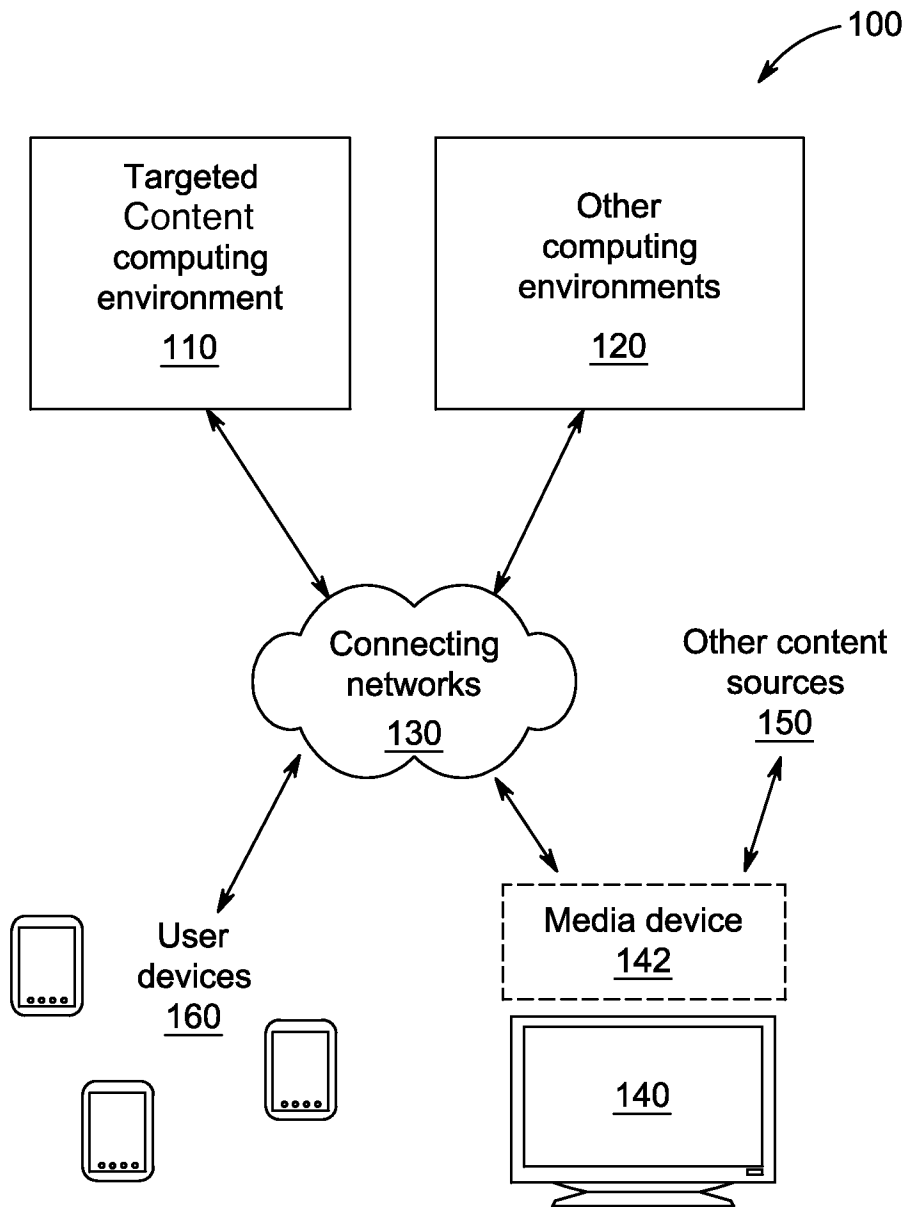 100
Targeted
Content
computing
environment
110
Other
computing
environments
120
Connecting
networks
130
Other content
sources
150
User
devices
160
Media device
142
140